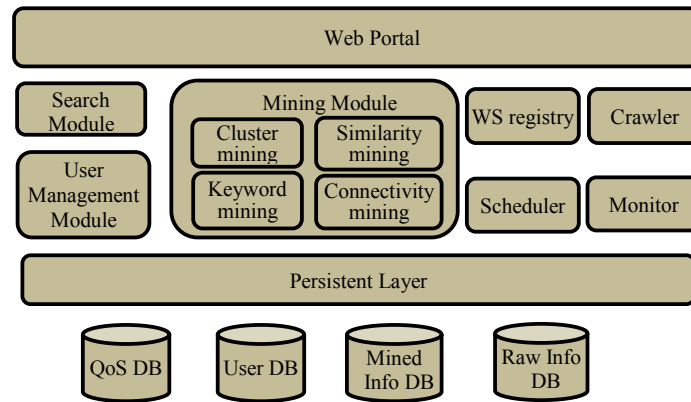 Web Portal
Search
Module
User
Management
Module
Mining Module
Cluster
mining
Similarity
mining
Keyword
mining
Connectivity
mining
WS registry
Crawler
Scheduler
Monitor
Persistent Layer
QoS DB
User DB
Mined
Info DB
Raw Info
DB